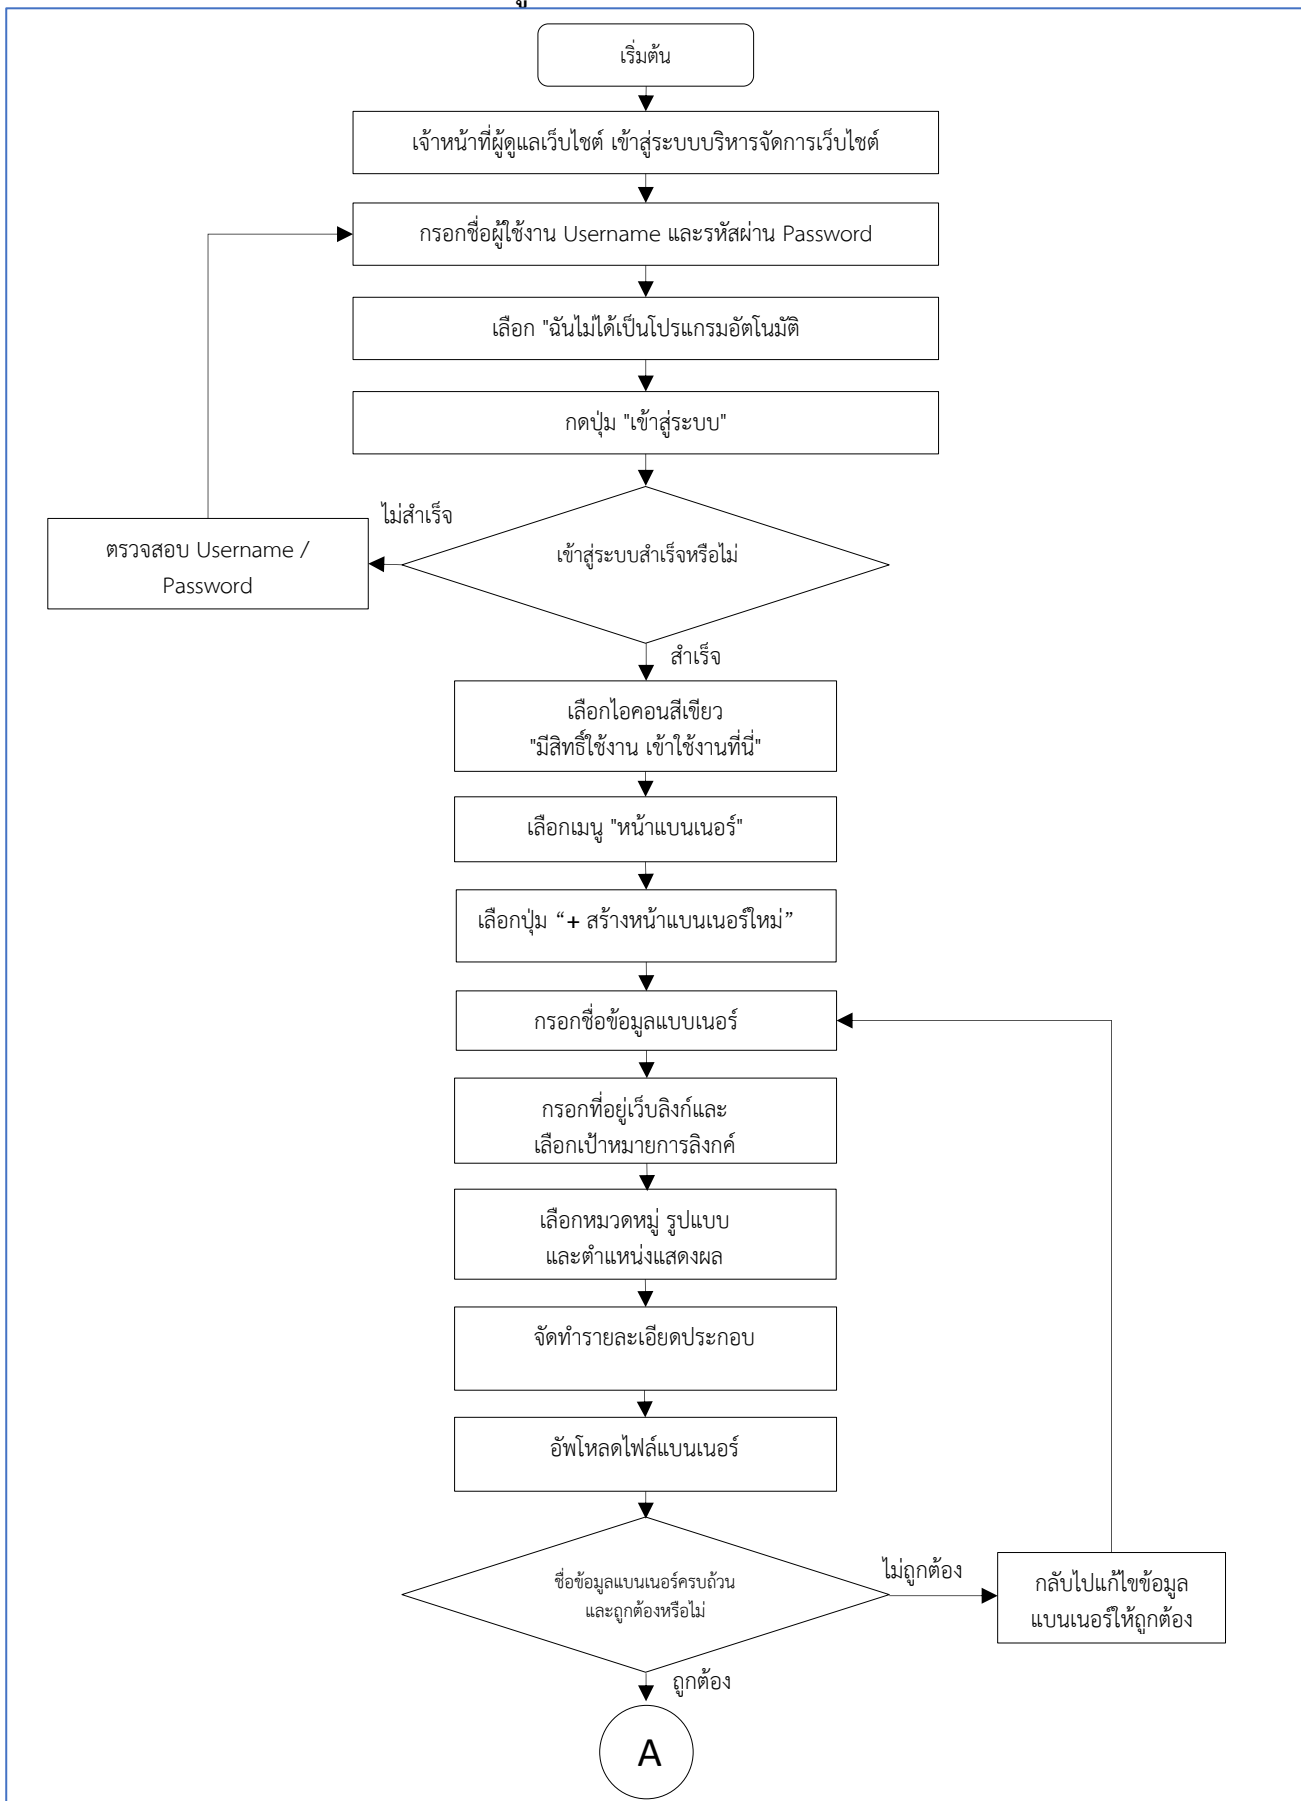 เริ่มต้น
เจ้าหน้าที่ผู้ดูแลเว็บไซต์ เข้าสู่ระบบบริหารจัดการเว็บไซต์
กรอกชื่อผู้ใช้งาน Username และรหัสผ่าน Password
เลือก "ฉันไม่ได้เป็นโปรแกรมอัตโนมัติ
กดปุ่ม "เข้าสู่ระบบ"
ไม่สำเร็จ
ตรวจสอบ Username /
Password
เข้าสู่ระบบสำเร็จหรือไม่
สำเร็จ
เลือกไอคอนสีเขียว
"มีสิทธิ์ใช้งาน เข้าใช้งานที่นี่"
เลือกเมนู "หน้าแบนเนอร์"
เลือกปุ่ม “+ สร้างหน้าแบนเนอร์ใหม่”
กรอกชื่อข้อมูลแบบเนอร์
กรอกที่อยู่เว็บลิงก์และ
เลือกเป้าหมายการลิงกค์
เลือกหมวดหมู่ รูปแบบ
และตำแหน่งแสดงผล
จัดทำรายละเอียดประกอบ
อัพโหลดไฟล์แบนเนอร์
ชื่อข้อมูลแบนเนอร์ครบถ้วน
และถูกต้องหรือไม่
ไม่ถูกต้อง
กลับไปแก้ไขข้อมูล
แบนเนอร์ให้ถูกต้อง
ถูกต้อง
A